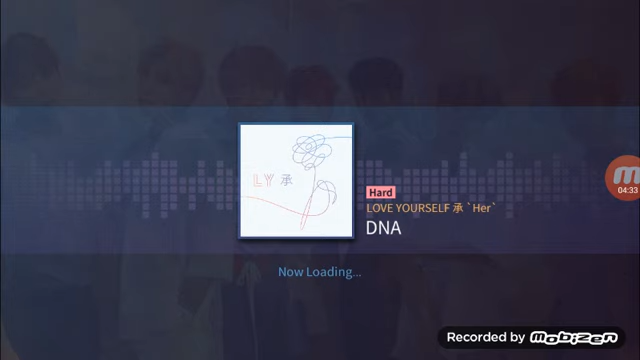 LY 承
Hard
LOVE YOURSELF 承 `Her`
DNA
Now Loading...
04:33
Recorded by mobizen